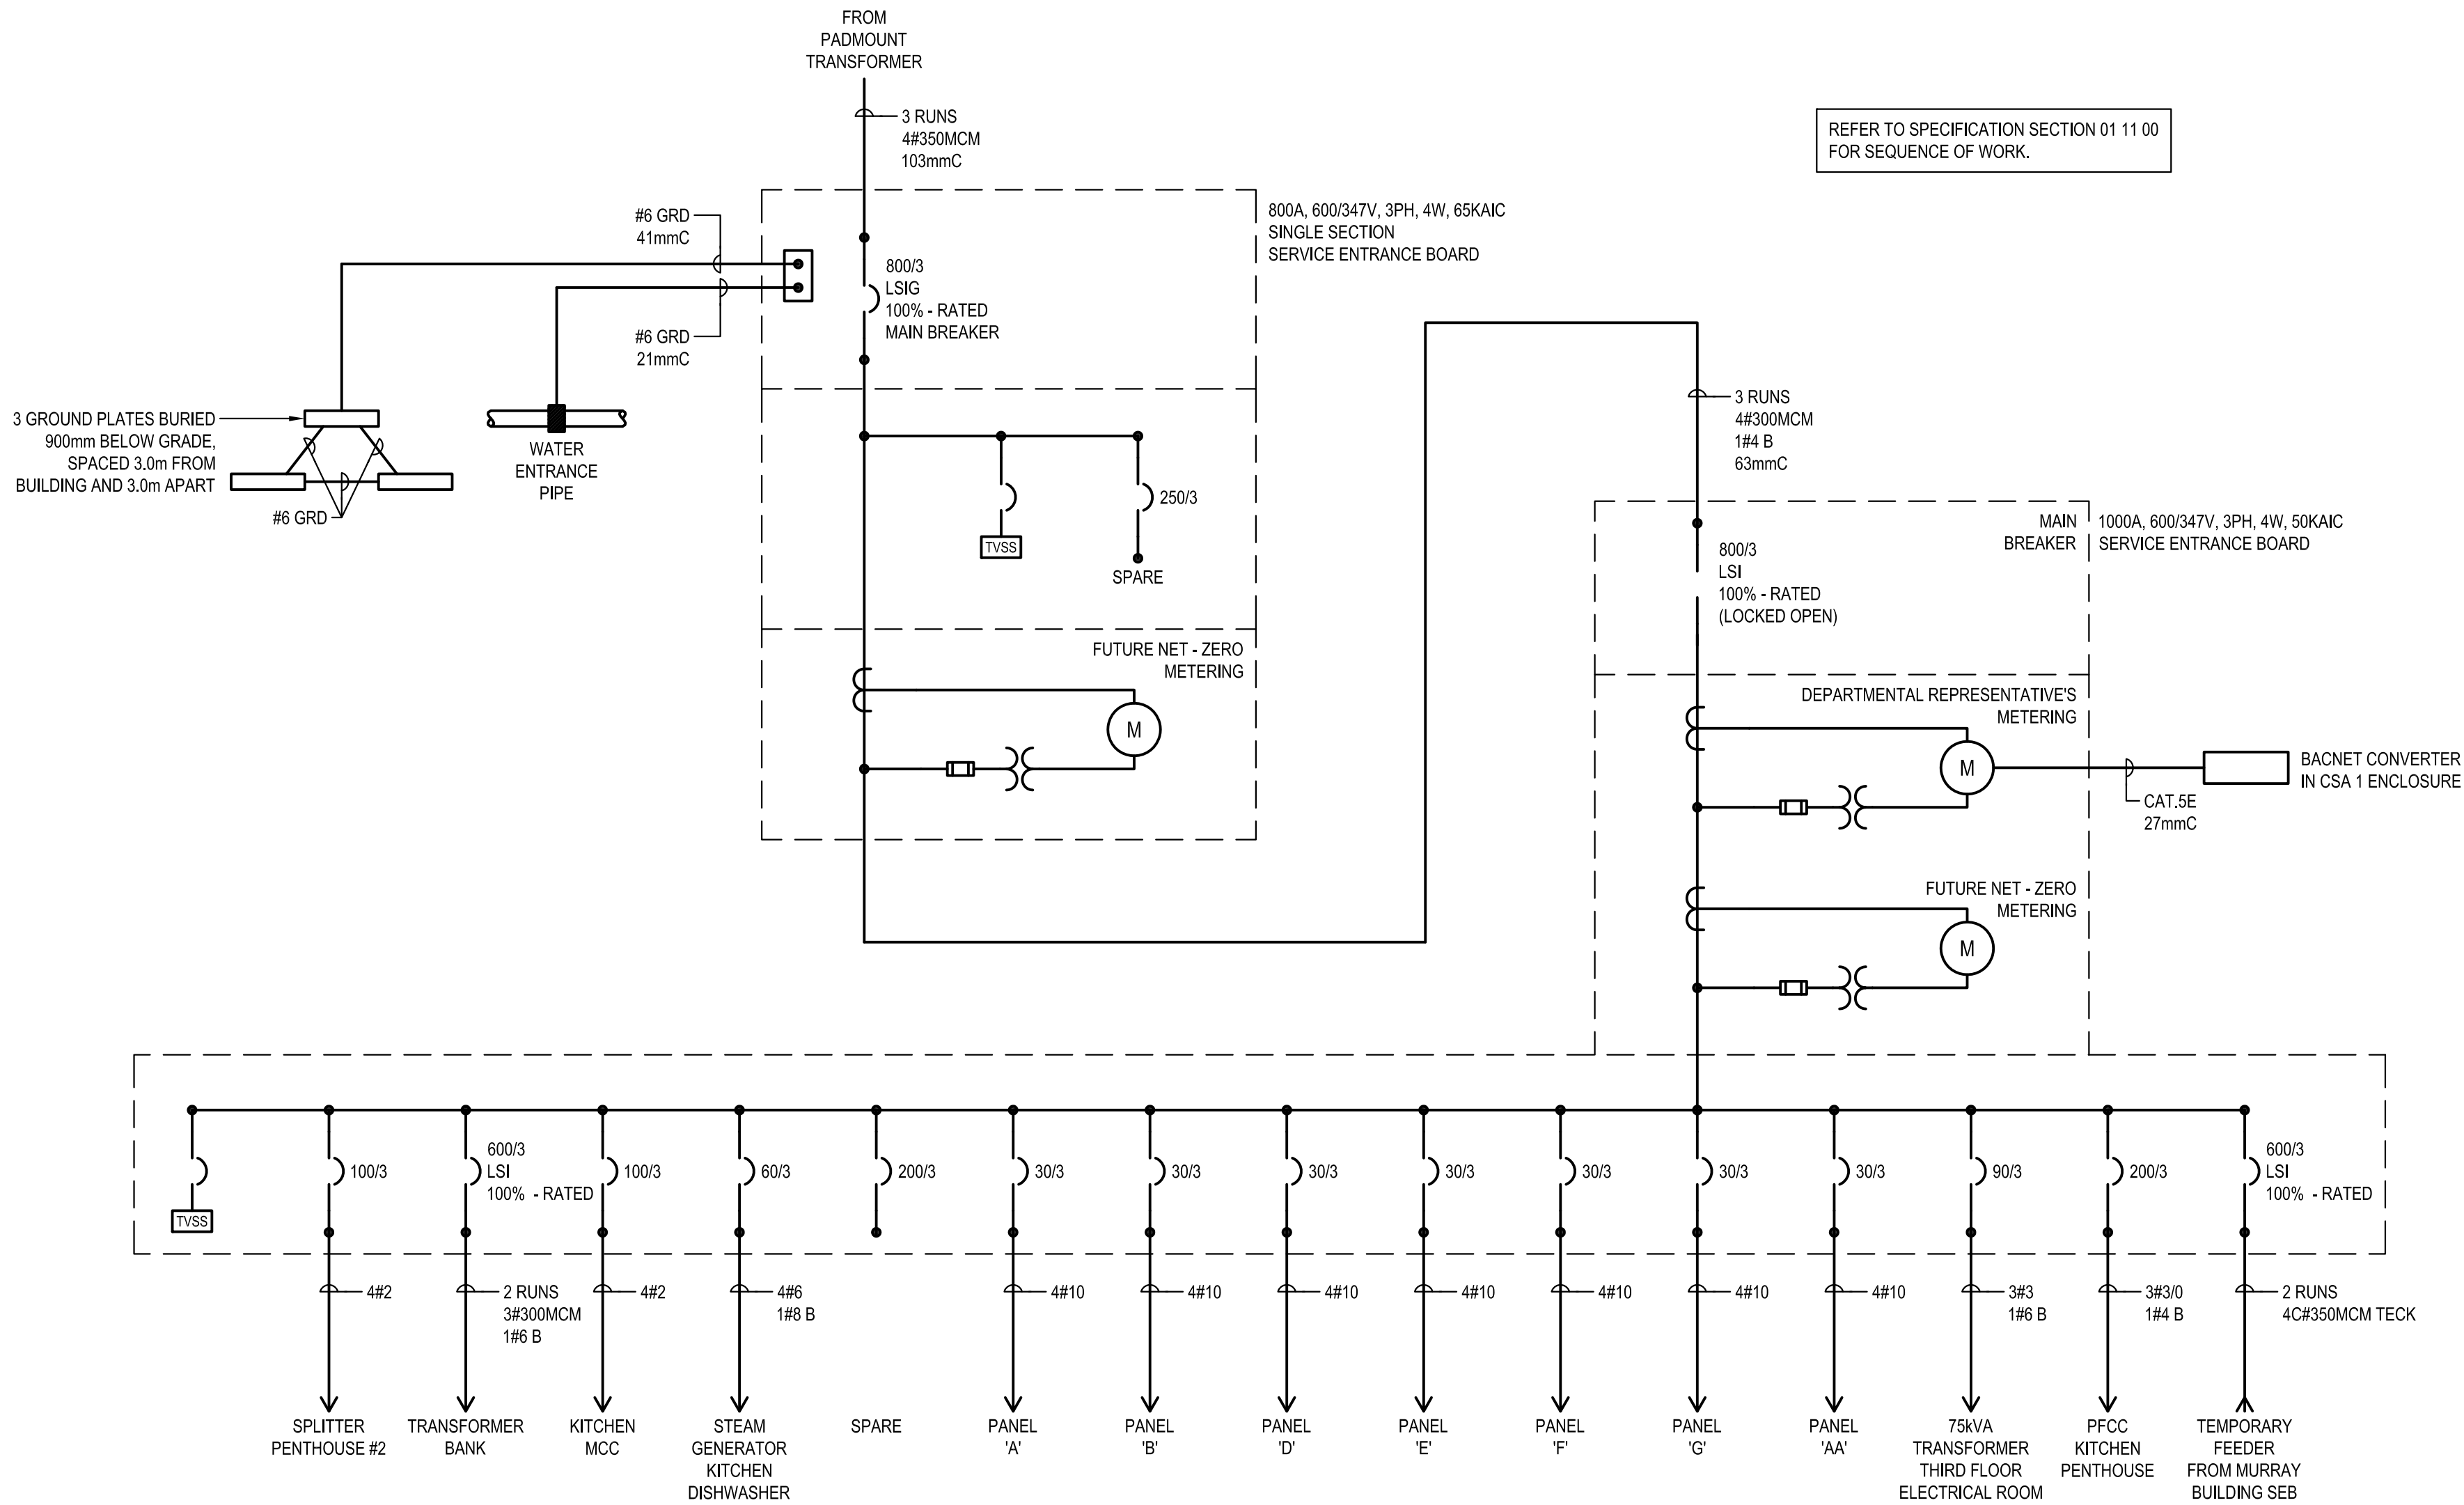 FROM
PADMOUNT
TRANSFORMER
3 RUNS
4#350MCM
103mmC
REFER TO SPECIFICATION SECTION 01 11 00
FOR SEQUENCE OF WORK.
#6 GRD
41mmC
800A, 600/347V, 3PH, 4W, 65KAIC
SINGLE SECTION
SERVICE ENTRANCE BOARD
800/3
LSIG
100% - RATED
MAIN BREAKER
#6 GRD
21mmC
3 GROUND PLATES BURIED
900mm BELOW GRADE,
SPACED 3.0m FROM
BUILDING AND 3.0m APART
#6 GRD
WATER
ENTRANCE
PIPE
TVSS
250/3
SPARE
FUTURE NET - ZERO
METERING
M
3 RUNS
4#300MCM
1#4 B
63mmC
MAIN
BREAKER
1000A, 600/347V, 3PH, 4W, 50KAIC
SERVICE ENTRANCE BOARD
800/3
LSI
100% - RATED
(LOCKED OPEN)
DEPARTMENTAL REPRESENTATIVE'S
METERING
M
BACNET CONVERTER
IN CSA 1 ENCLOSURE
CAT.5E
27mmC
FUTURE NET - ZERO
METERING
M
TVSS
100/3
600/3
LSI
100% - RATED
100/3
60/3
200/3
30/3
30/3
30/3
30/3
30/3
30/3
30/3
90/3
200/3
600/3
LSI
100% - RATED
4#2
2 RUNS
3#300MCM
1#6 B
4#2
4#6
1#8 B
4#10
4#10
4#10
4#10
4#10
4#10
4#10
3#3
1#6 B
3#3/0
1#4 B
2 RUNS
4C#350MCM TECK
SPLITTER
PENTHOUSE #2
TRANSFORMER
BANK
KITCHEN
MCC
STEAM
GENERATOR
KITCHEN
DISHWASHER
SPARE
PANEL
'A'
PANEL
'B'
PANEL
'D'
PANEL
'E'
PANEL
'F'
PANEL
'G'
PANEL
'AA'
75kVA
TRANSFORMER
THIRD FLOOR
ELECTRICAL ROOM
PFCC
KITCHEN
PENTHOUSE
TEMPORARY
FEEDER
FROM MURRAY
BUILDING SEB